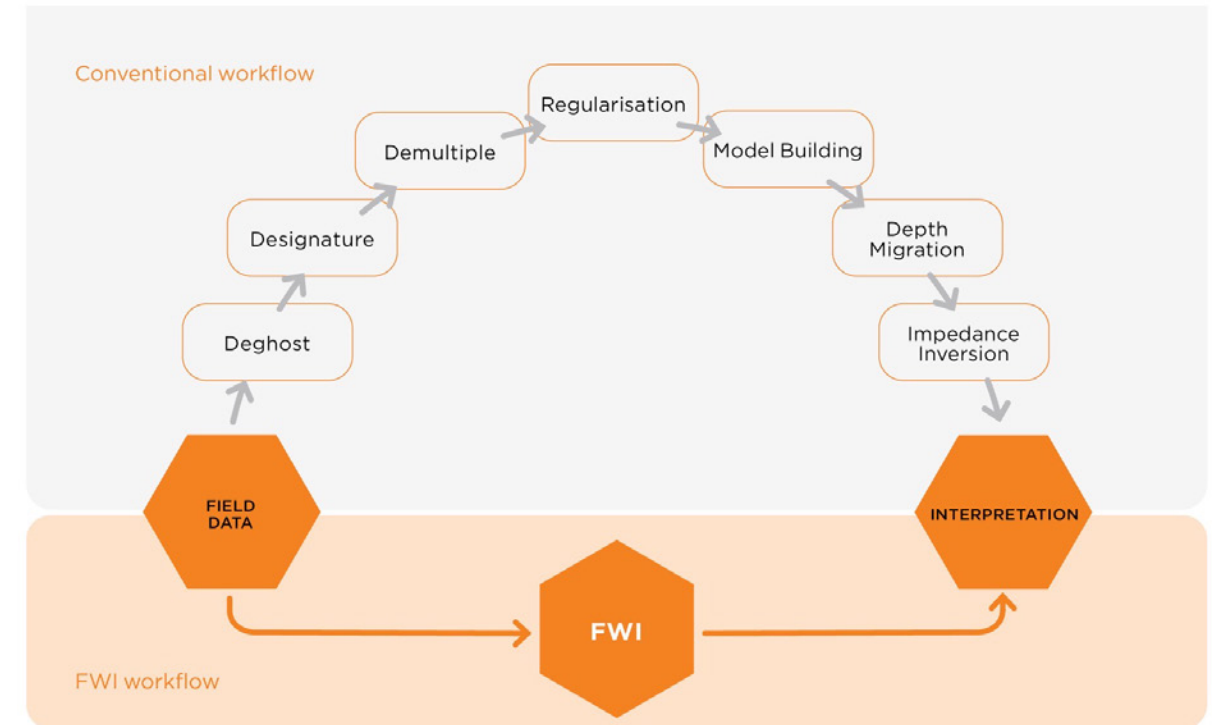 Conventional workflow
Regularisation
Demultiple
Model Building
Designature
Depth
Migration
Deghost
Impedance
Inversion
FIELD
DATA
INTERPRETATION
FWI
FWI workflow